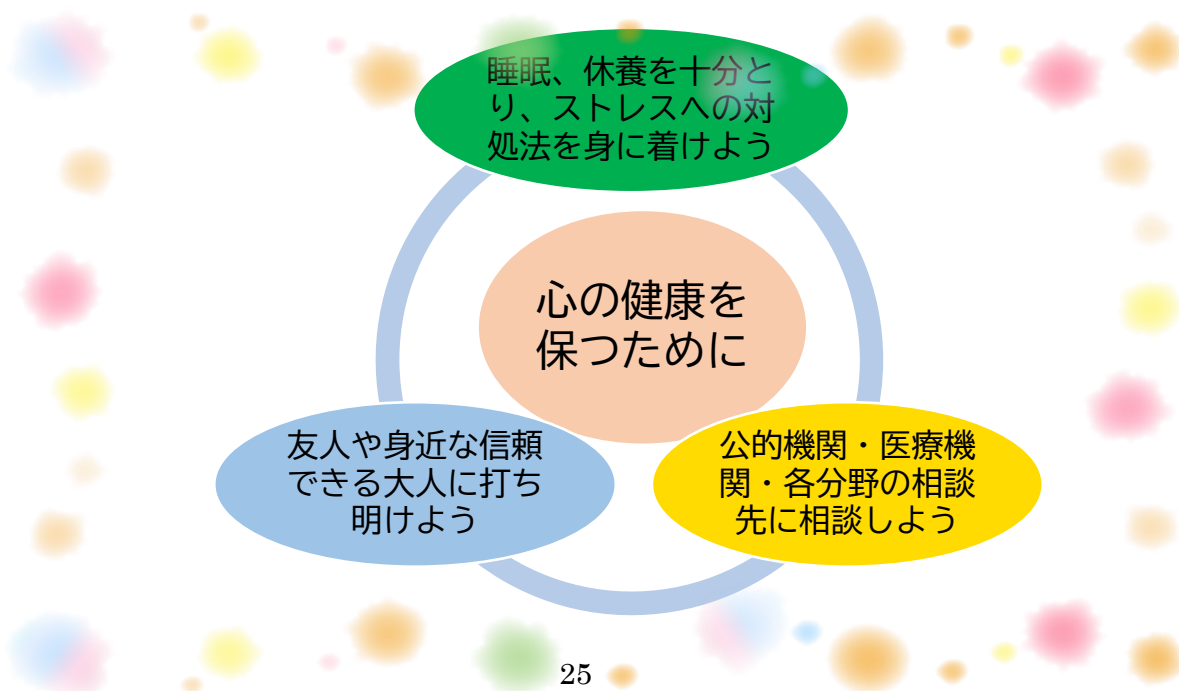 睡眠、休養を十分と
り、ストレスへの対
処法を身に着けよう
心の健康を
保つために
友人や身近な信頼
できる大人に打ち
明けよう
公的機関・医療機
関・各分野の相談
先に相談しよう
25